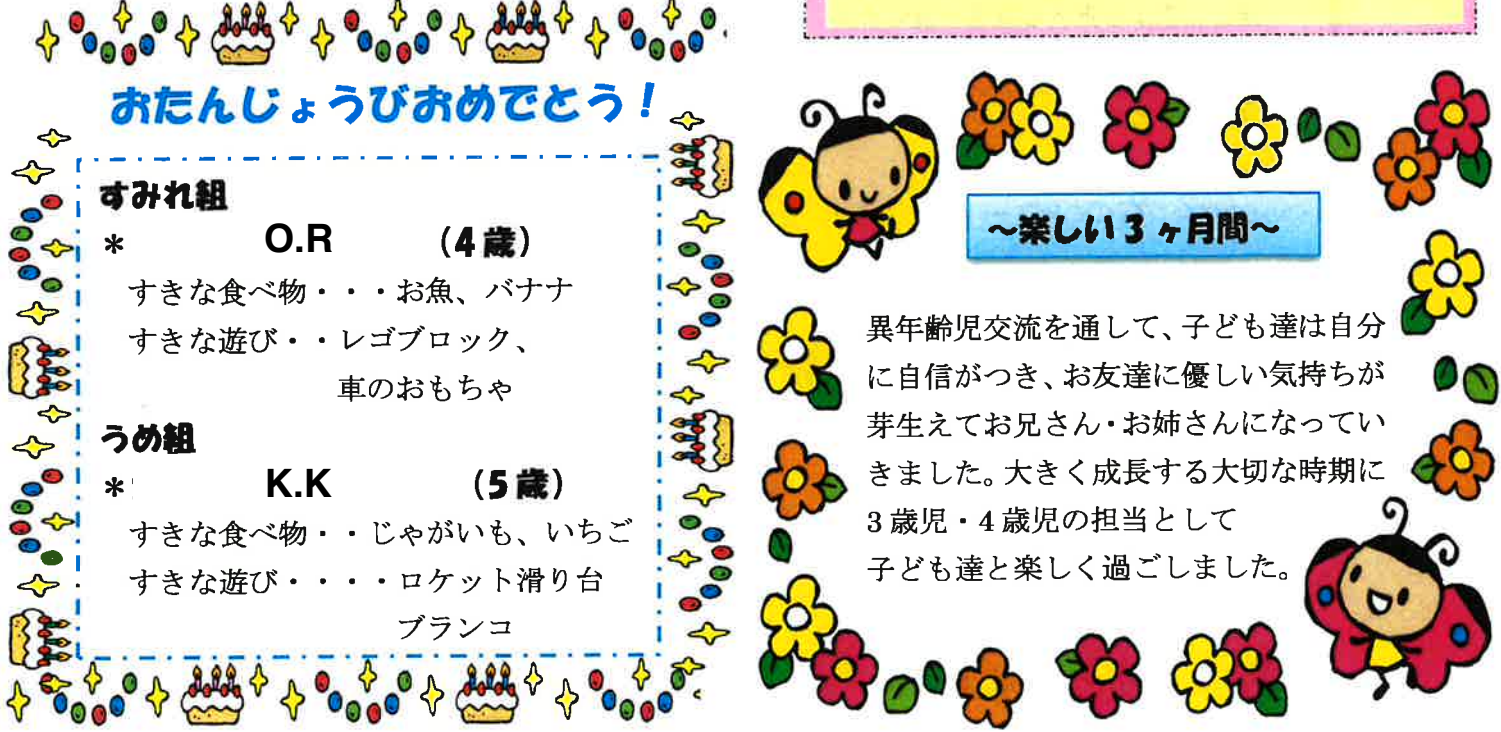 おたんじょうびおめでとう!
すみれ組
* O.R (4歳)
すきな食べ物・・・お魚、バナナ
すきな遊び・・レゴブロック、
車のおもちゃ
うめ組
* K.K (5歳)
すきな食べ物・・じゃがいも、いちご
すきな遊び・・・・ロケット滑り台
ブランコ
~楽しい3ヶ月間~
異年齢児交流を通して、子ども達は自分
に自信がつき、お友達に優しい気持ちが
芽生えてお兄さん・お姉さんになってい
きました。大きく成長する大切な時期に
3歳児・4歳児の担当として
子ども達と楽しく過ごしました。